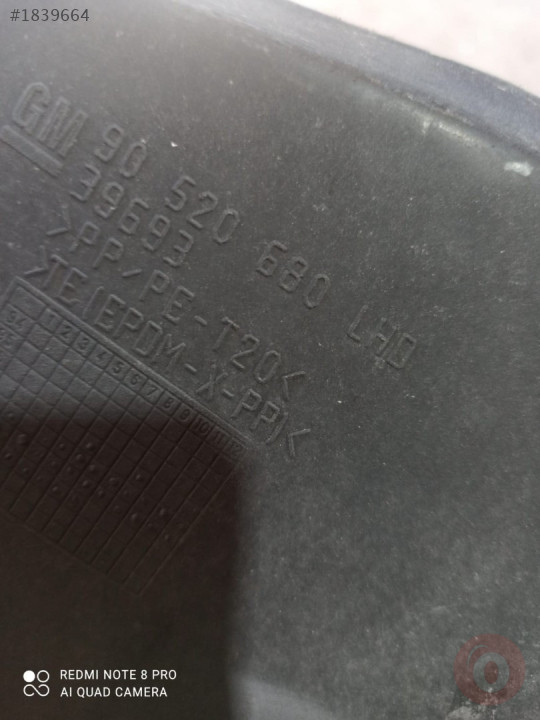 #1839664
GM 90 520 680 LHD
39693
>PP/PE-T20<
>TE(EPDM-X-PP)<
1 2 3 4 5 6 7 8 9 10 11 12
REDMI NOTE 8 PRO
AI QUAD CAMERA